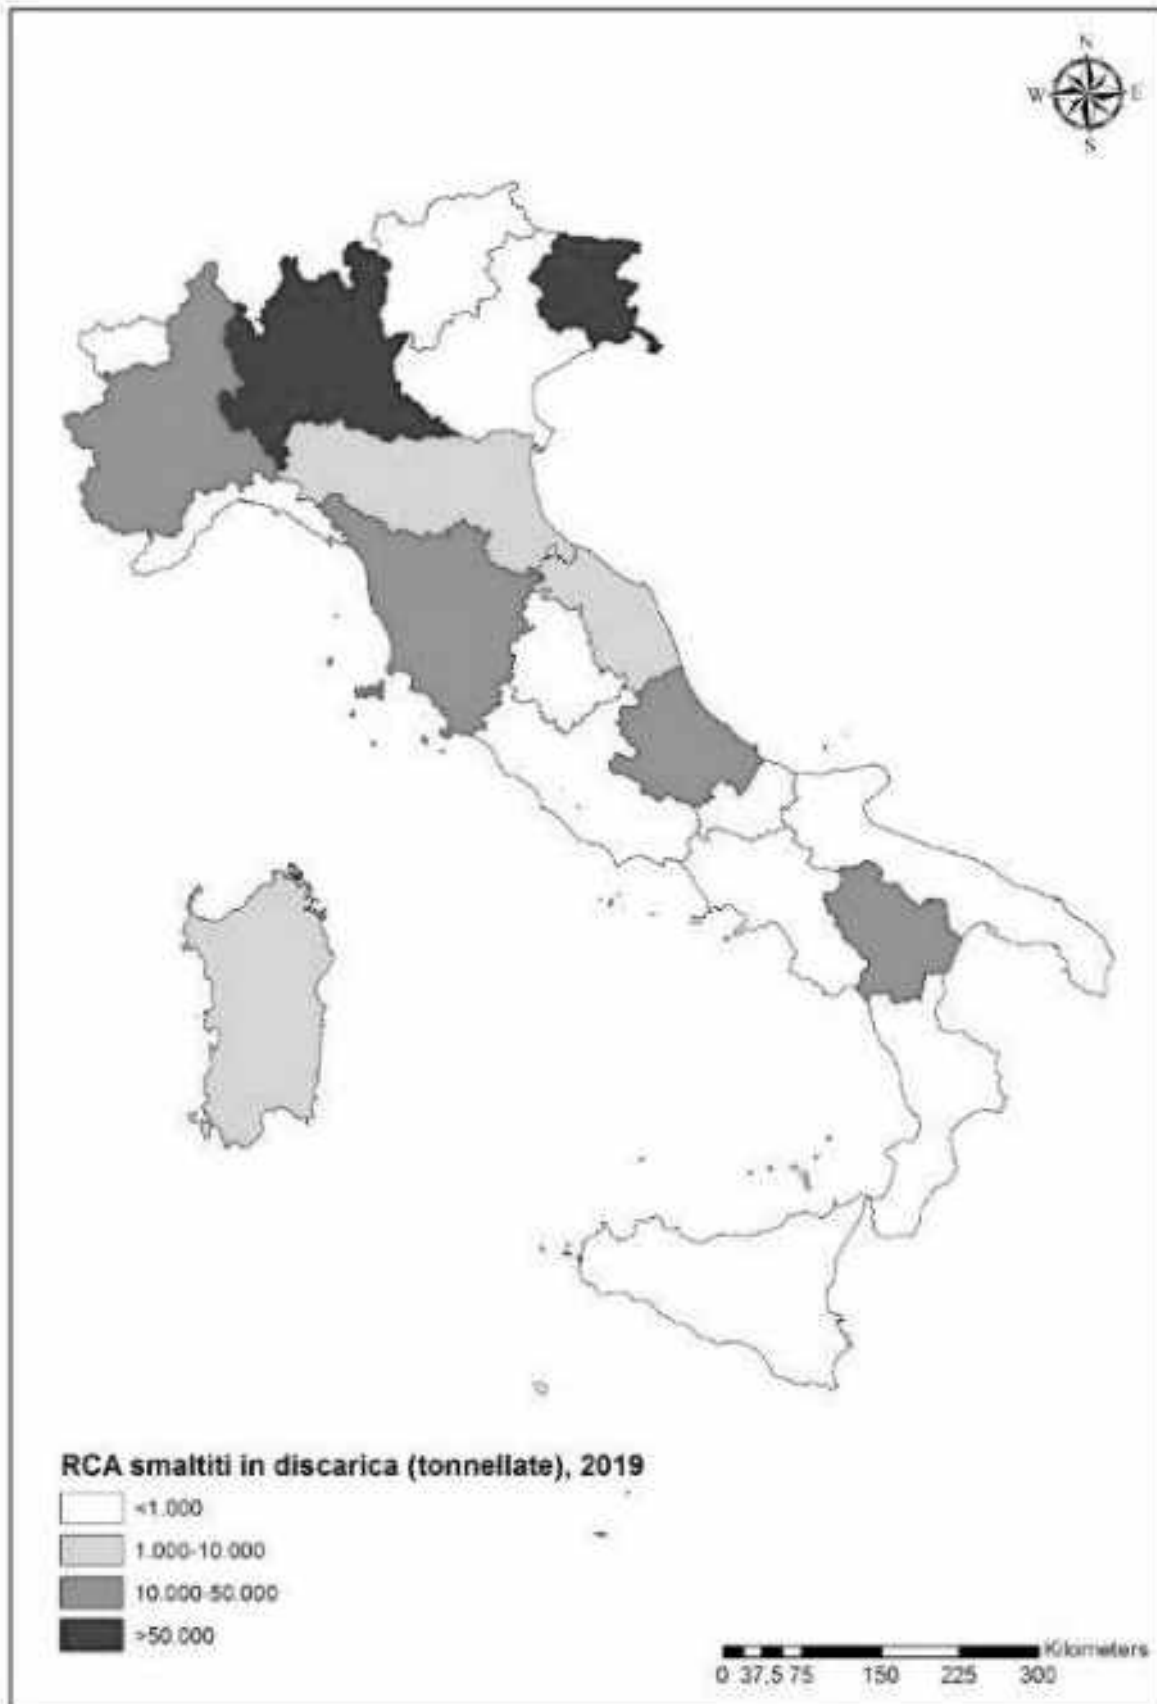 N
W E
S
RCA smaltiti in discarica (tonnellate), 2019
<1.000
1.000-10.000
10.000-50.000
>50.000
Kilometers
0 37,5 75 150 225 300